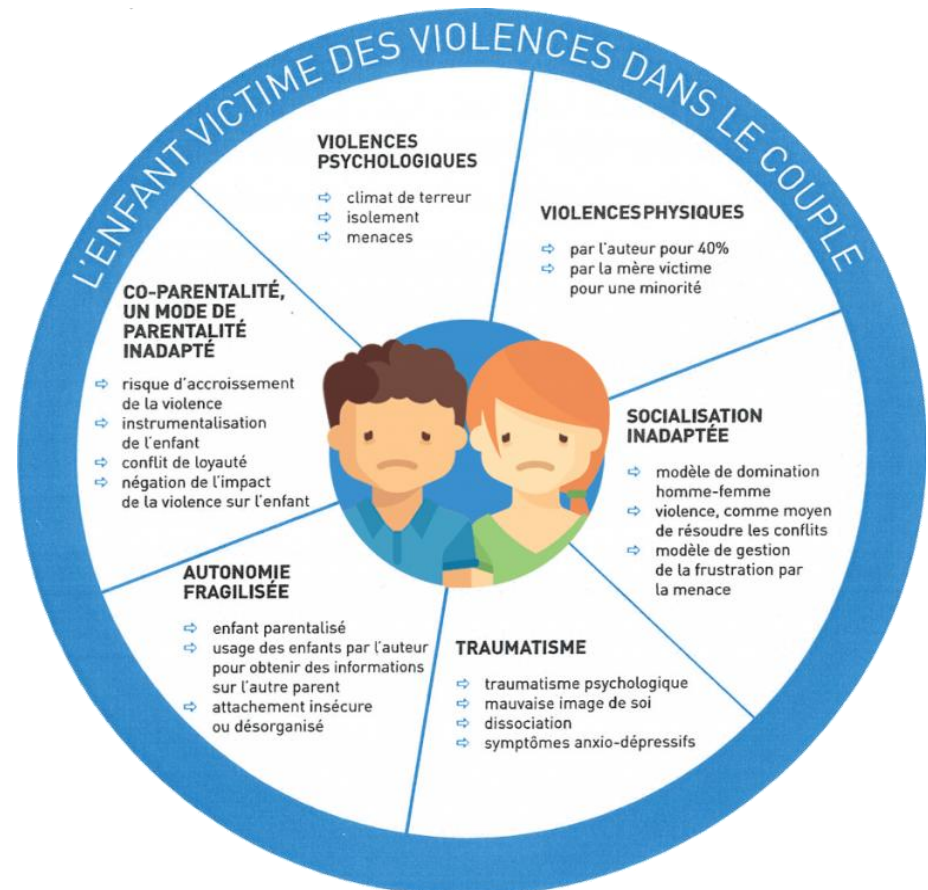 L'ENFANT VICTIME DES VIOLENCES DANS LE COUPLE
VIOLENCES
PSYCHOLOGIQUES
⇨ climat de terreur
⇨ isolement
⇨ menaces
VIOLENCES PHYSIQUES
⇨ par l'auteur pour 40%
⇨ par la mère victime
pour une minorité
SOCIALISATION
INADAPTÉE
⇨ modèle de domination
homme-femme
⇨ violence, comme moyen
de résoudre les conflits
⇨ modèle de gestion
de la frustration par
la menace
TRAUMATISME
⇨ traumatisme psychologique
⇨ mauvaise image de soi
⇨ dissociation
⇨ symptômes anxio-dépressifs
AUTONOMIE
FRAGILISÉE
⇨ enfant parentalisé
⇨ usage des enfants par l'auteur
pour obtenir des informations
sur l'autre parent
⇨ attachement insécure
ou désorganisé
CO-PARENTALITÉ,
UN MODE DE
PARENTALITÉ
INADAPTÉ
⇨ risque d'accroissement
de la violence
⇨ instrumentalisation
de l'enfant
⇨ conflit de loyauté
⇨ négation de l'impact
de la violence sur l'enfant